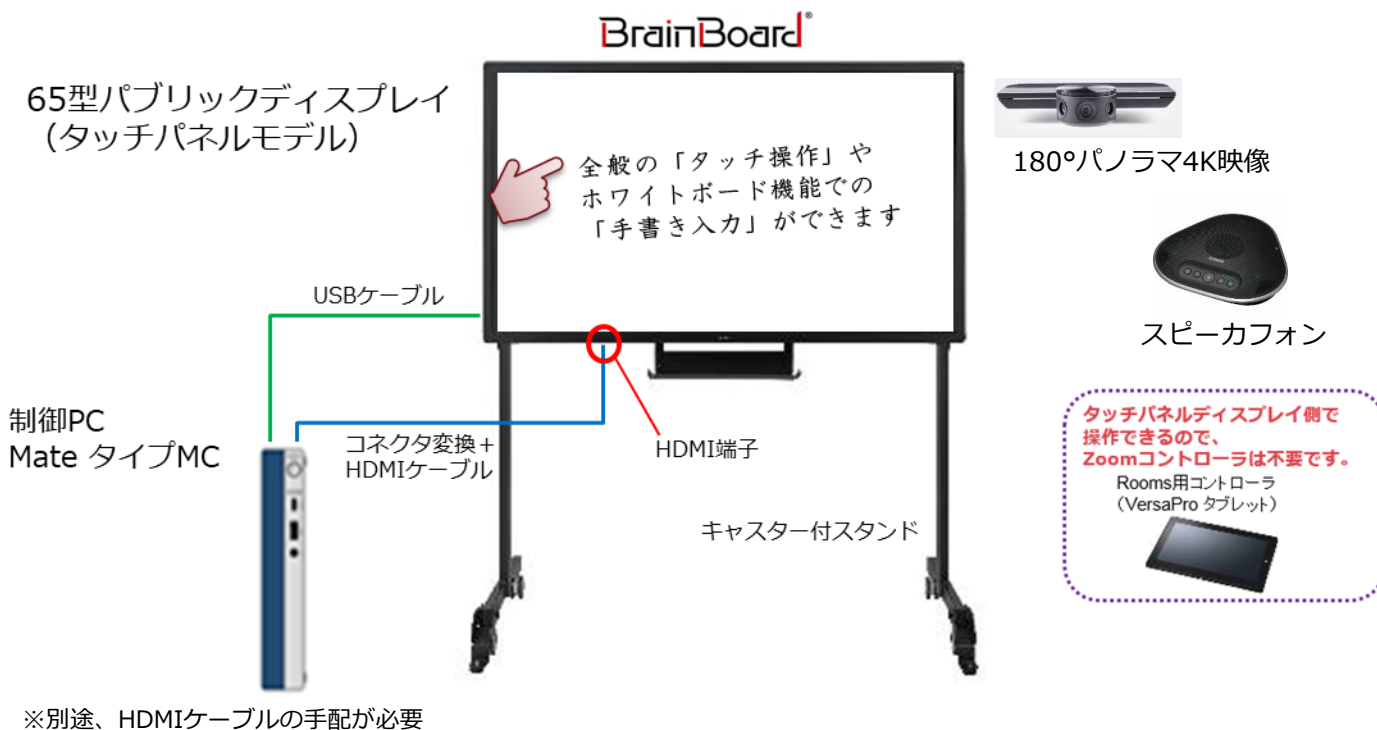 BrainBoard®
65型パブリックディスプレイ
（タッチパネルモデル）
全般の「タッチ操作」や
ホワイトボード機能での
「手書き入力」ができます
180°パノラマ4K映像
スピーカフォン
USBケーブル
制御PC
Mate タイプMC
コネクタ変換＋
HDMIケーブル
HDMI端子
キャスター付スタンド
タッチパネルディスプレイ側で
操作できるので、
Zoomコントローラは不要です。
Rooms用コントローラ
（VersaPro タブレット）
※別途、HDMIケーブルの手配が必要